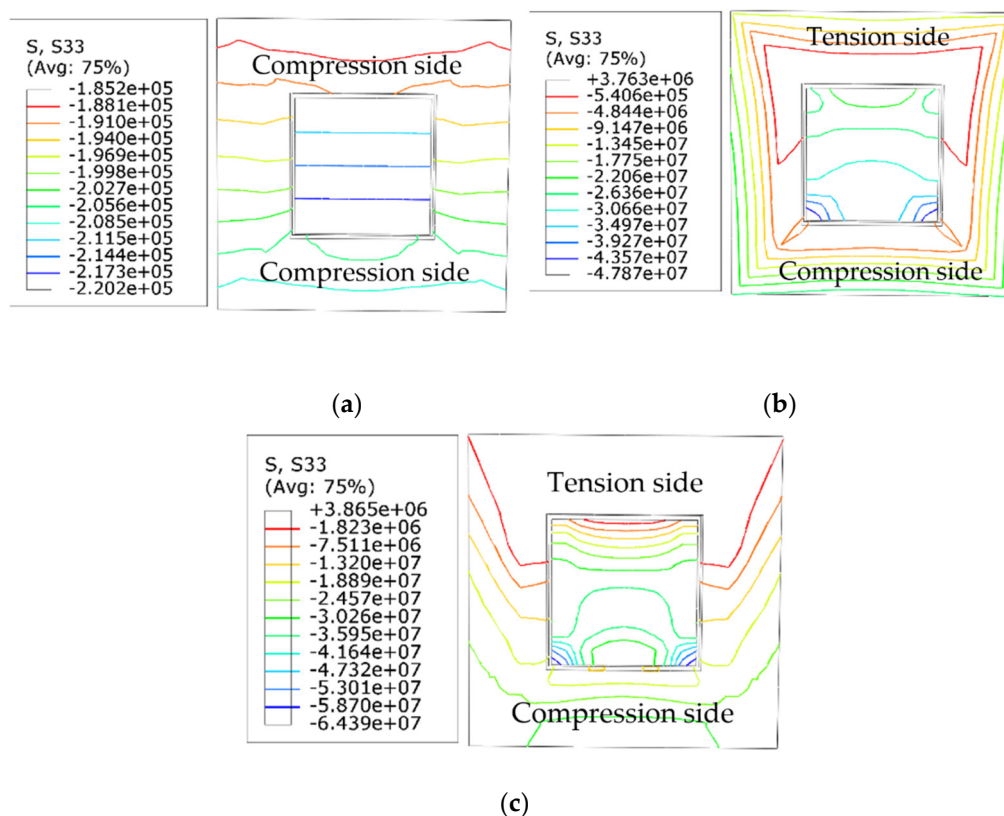 S, S33
(Avg: 75%)
-1.852e+05
-1.881e+05
-1.910e+05
-1.940e+05
-1.969e+05
-1.998e+05
-2.027e+05
-2.056e+05
-2.085e+05
-2.115e+05
-2.144e+05
-2.173e+05
-2.202e+05
Compression side
Compression side
(a)
S, S33
(Avg: 75%)
+3.763e+06
-5.406e+05
-4.844e+06
-9.147e+06
-1.345e+07
-1.775e+07
-2.206e+07
-2.636e+07
-3.066e+07
-3.497e+07
-3.927e+07
-4.357e+07
-4.787e+07
Tension side
Compression side
(b)
S, S33
(Avg: 75%)
+3.865e+06
-1.823e+06
-7.511e+06
-1.320e+07
-1.889e+07
-2.457e+07
-3.026e+07
-3.595e+07
-4.164e+07
-4.732e+07
-5.301e+07
-5.870e+07
-6.439e+07
Tension side
Compression side
(c)